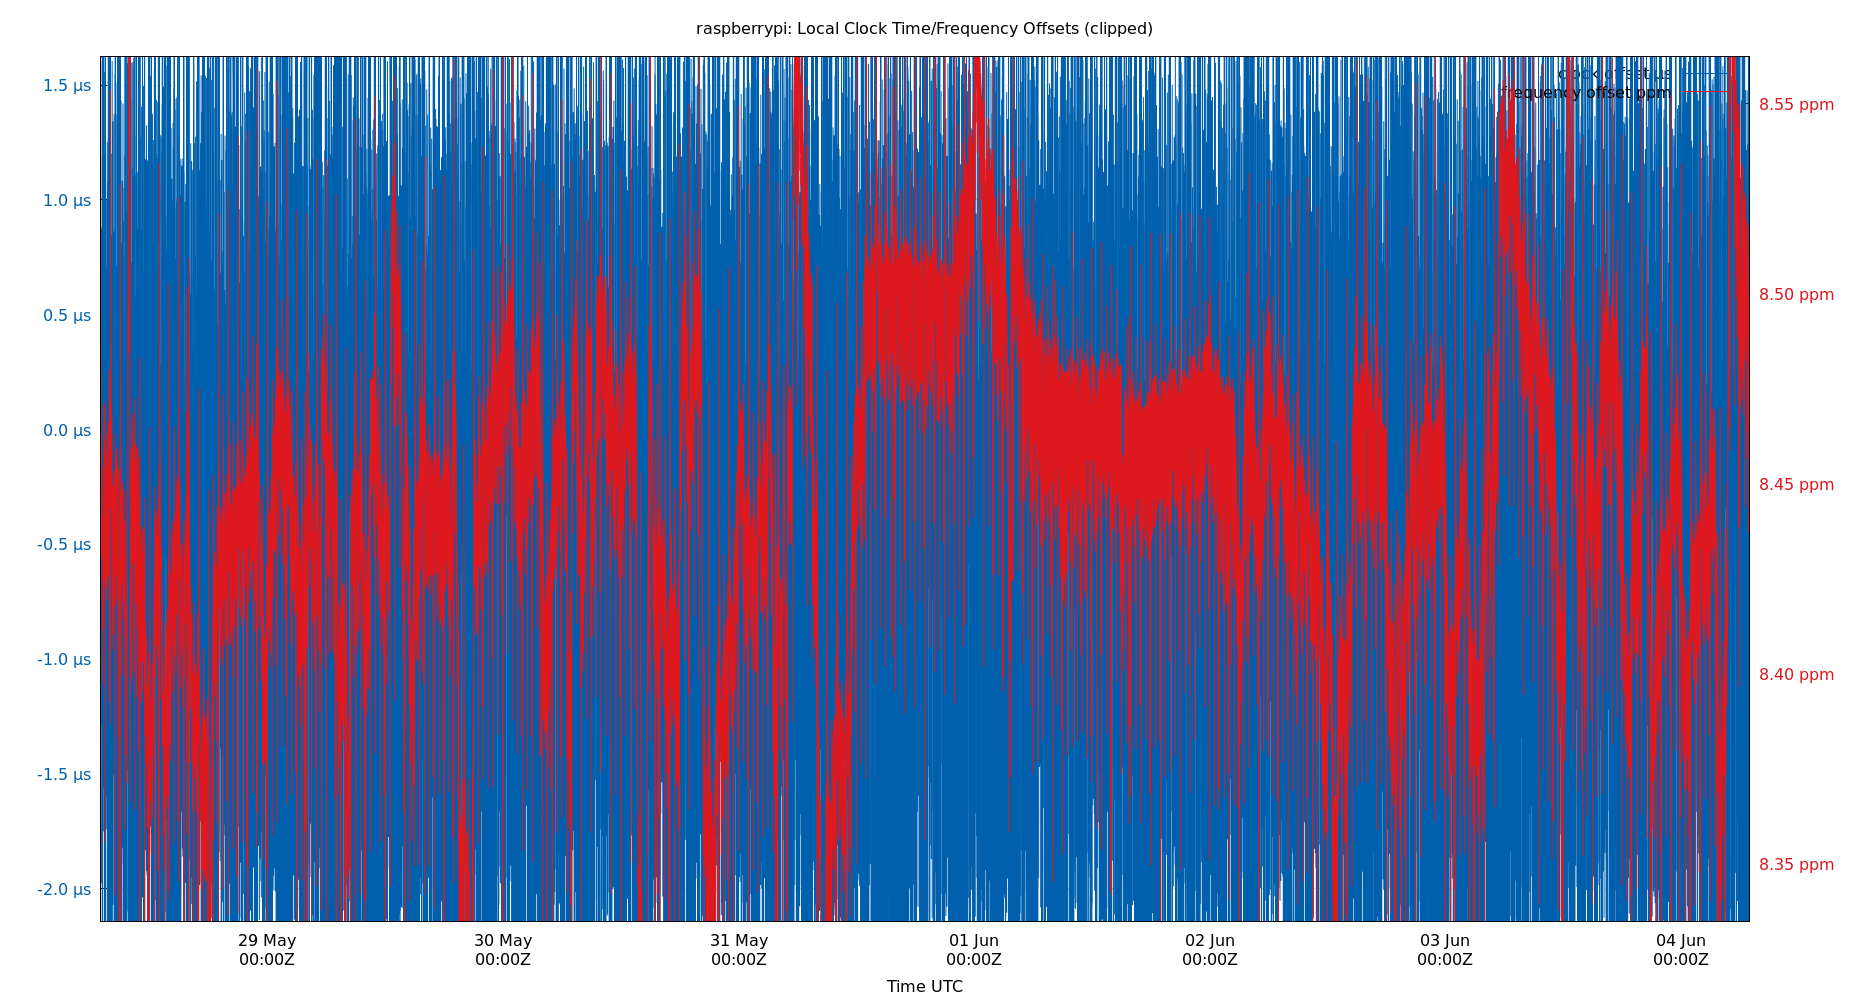 raspberrypi: Local Clock Time/Frequency Offsets (clipped)
clock offset µs
frequency offset ppm
1.5 µs
1.0 µs
0.5 µs
0.0 µs
-0.5 µs
-1.0 µs
-1.5 µs
-2.0 µs
8.55 ppm
8.50 ppm
8.45 ppm
8.40 ppm
8.35 ppm
29 May
00:00Z
30 May
00:00Z
31 May
00:00Z
01 Jun
00:00Z
02 Jun
00:00Z
03 Jun
00:00Z
04 Jun
00:00Z
Time UTC